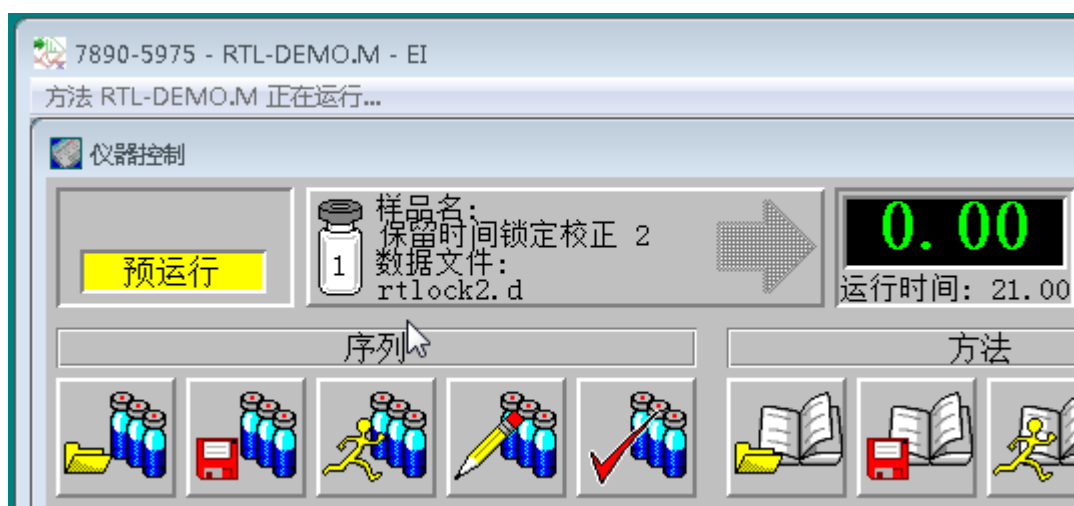 7890-5975 - RTL-DEMO.M - EI
方法 RTL-DEMO.M 正在运行...
仪器控制
预运行
1
样品名:
保留时间锁定校正 2
数据文件:
rtlock2.d
0.00
运行时间: 21.00
序列
方法